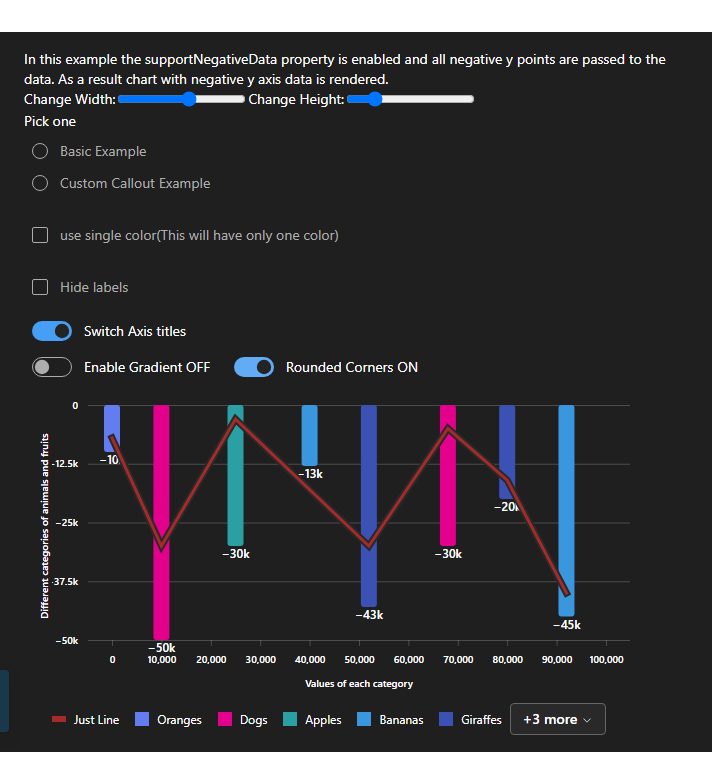 In this example the supportNegativeData property is enabled and all negative y points are passed to the
data. As a result chart with negative y axis data is rendered.
Change Width: Change Height:
Pick one
Basic Example
Custom Callout Example
use single color(This will have only one color)
Hide labels
Switch Axis titles
Enable Gradient OFF Rounded Corners ON
Different categories of animals and fruits
0
-12.5k
-25k
-37.5k
-50k
-50k
-30k
-13k
-43k
-30k
-45k
0 10,000 20,000 30,000 40,000 50,000 60,000 70,000 80,000 90,000 100,000
Values of each category
Just Line Oranges Dogs Apples Bananas Giraffes +3 more